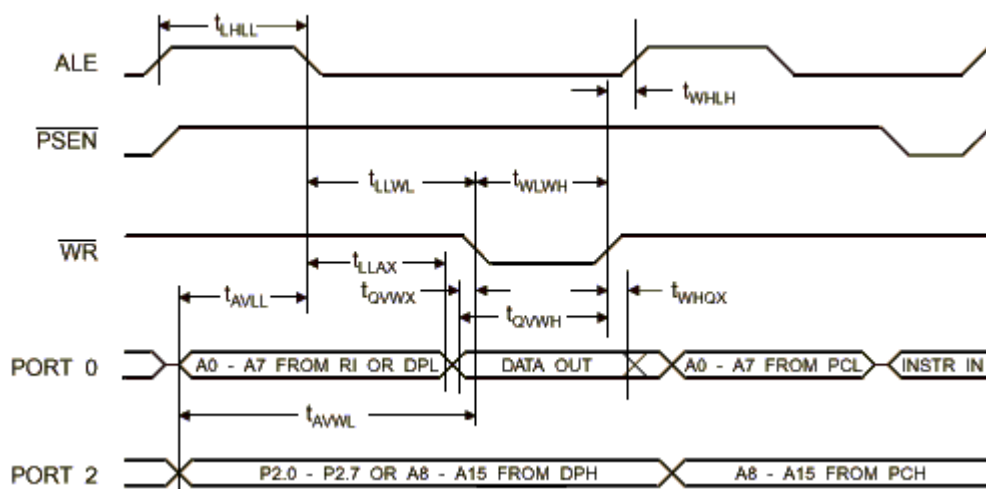 tLHLL
ALE
tWHLH
PSEN
tLLWL
tWLWH
WR
tLLAX
tAVLL
tQVWX
tWHQX
tQVWH
PORT 0
A0 - A7 FROM RI OR DPL
DATA OUT
A0 - A7 FROM PCL
INSTR IN
tAVWL
PORT 2
P2.0 - P2.7 OR A8 - A15 FROM DPH
A8 - A15 FROM PCH